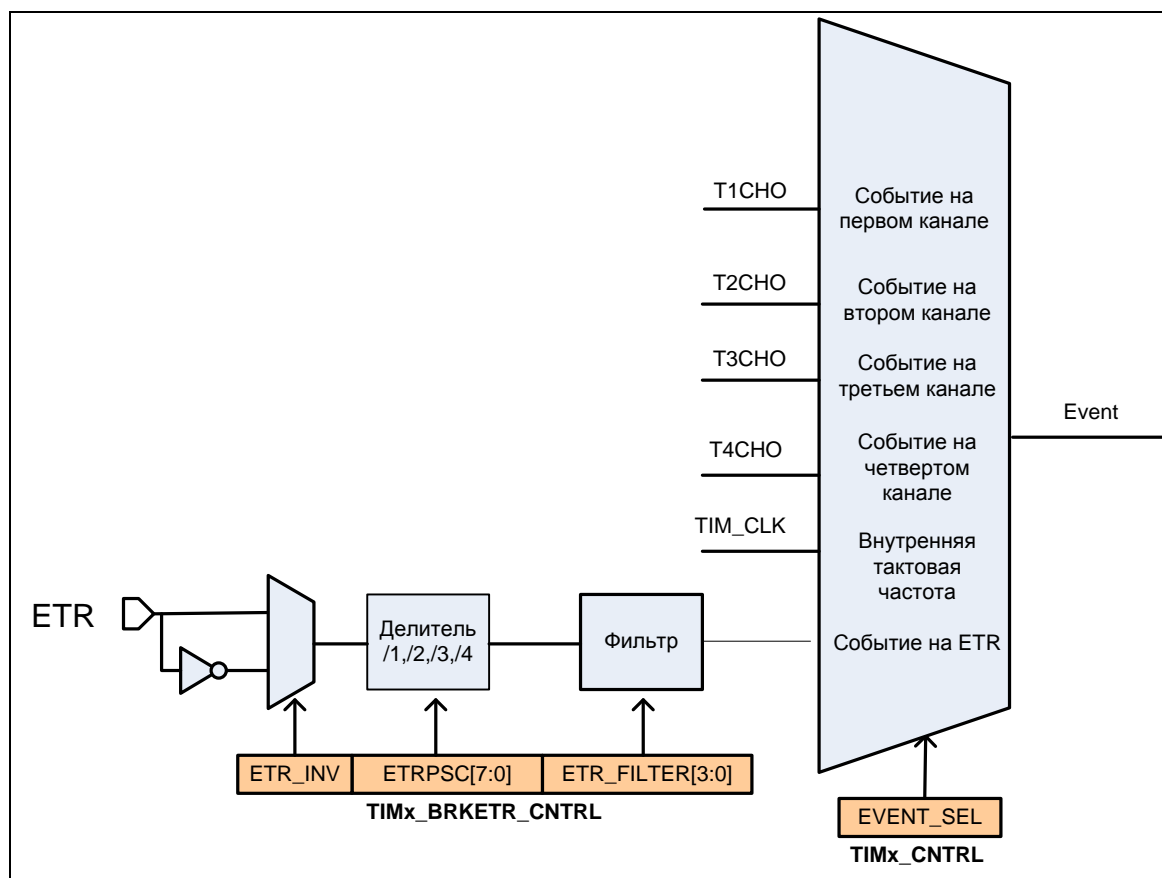 T1CHO
Событие на
первом канале
T2CHO
Событие на
втором канале
T3CHO
Событие на
третьем канале
Event
T4CHO
Событие на
четвертом
канале
TIM_CLK
Внутренняя
тактовая
частота
ETR
Делитель
/1,/2,/3,/4
Фильтр
Событие на ETR
ETR_INV
ETRPSC[7:0]
ETR_FILTER[3:0]
TIMx_BRKETR_CNTRL
EVENT_SEL
TIMx_CNTRL